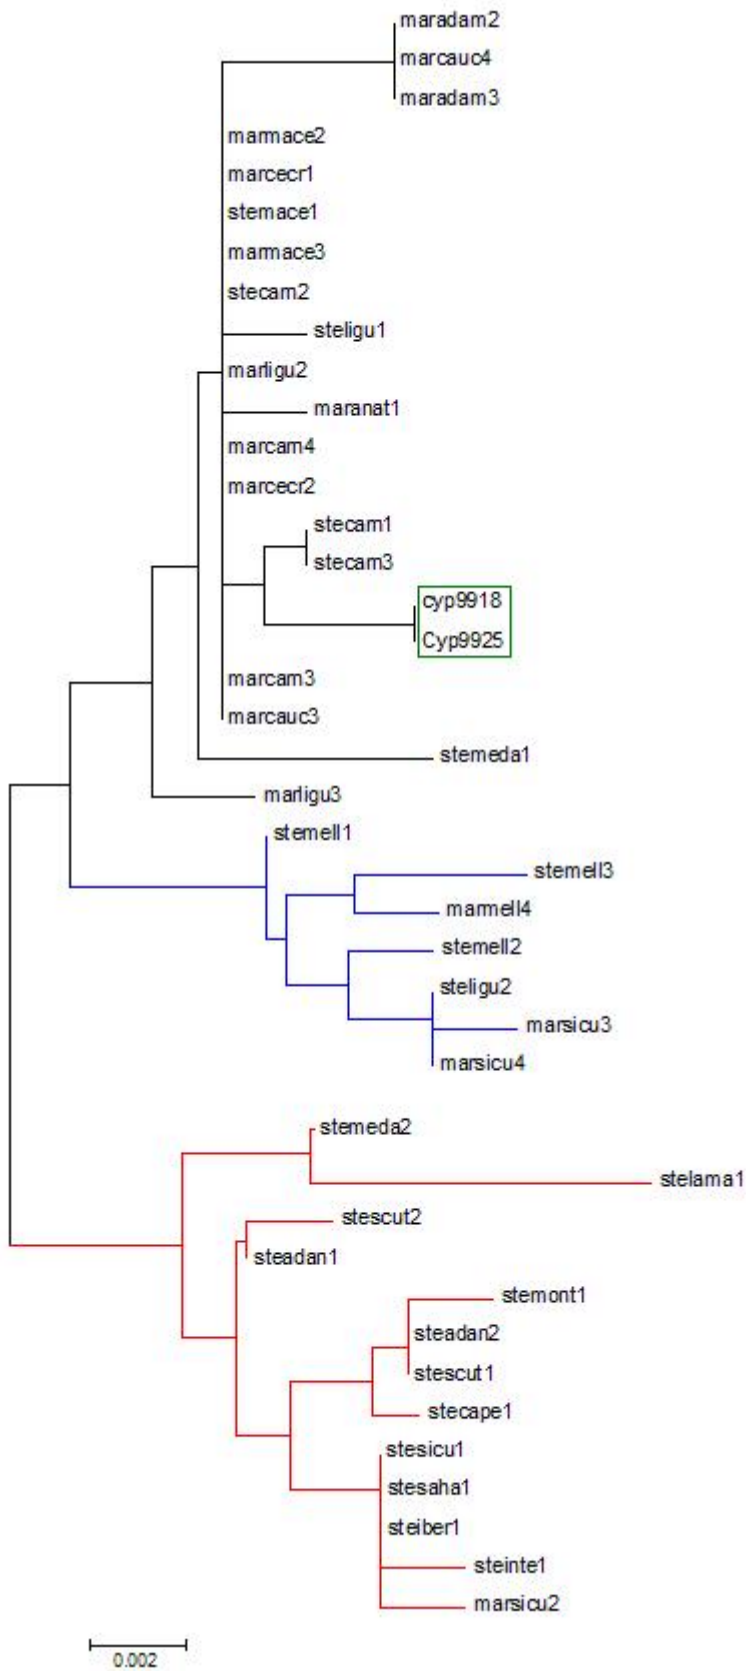 maradam2
marcauc4
maradam3
marmace2
marcecr1
stemace1
marmace3
stecam2
steligu1
marligu2
maranat1
marcam4
marcecr2
stecam1
stecam3
cyp9918
Cyp9925
marcam3
marcauc3
stemeda1
marligu3
stemell1
stemell3
marmell4
stemell2
steligu2
marsicu3
marsicu4
stemeda2
stelama1
stescut2
steadan1
stemont1
steadan2
stescut1
stecape1
stesicu1
stesaha1
steiber1
steinte1
marsicu2
0.002